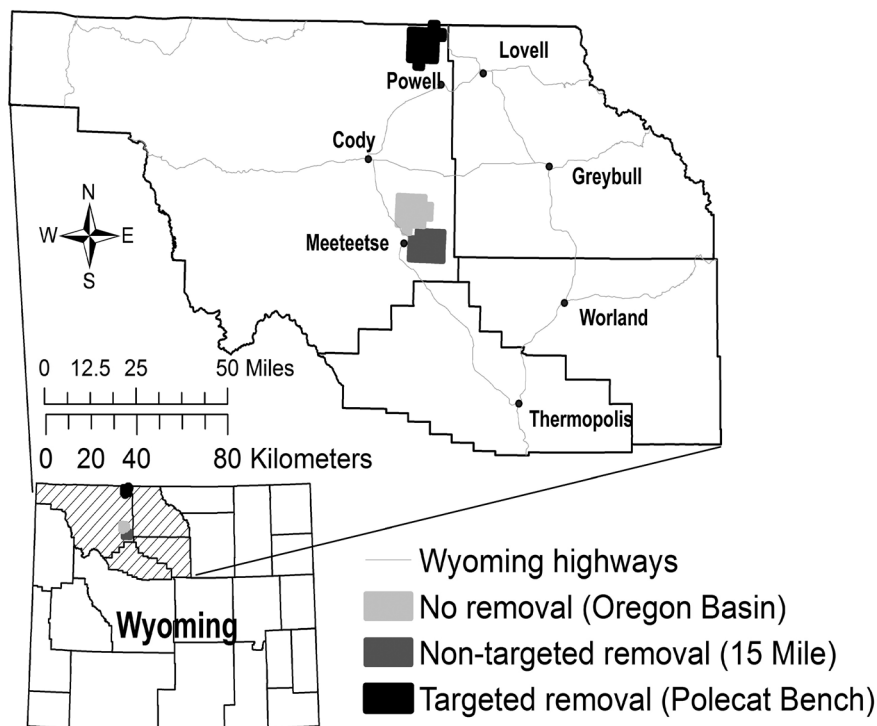 Lovell
Powell
Cody
Greybull
N
W E
S
Meeteetse
Worland
0 12.5 25 50 Miles
Thermopolis
0 20 40 80 Kilometers
Wyoming
Wyoming highways
No removal (Oregon Basin)
Non-targeted removal (15 Mile)
Targeted removal (Polecat Bench)